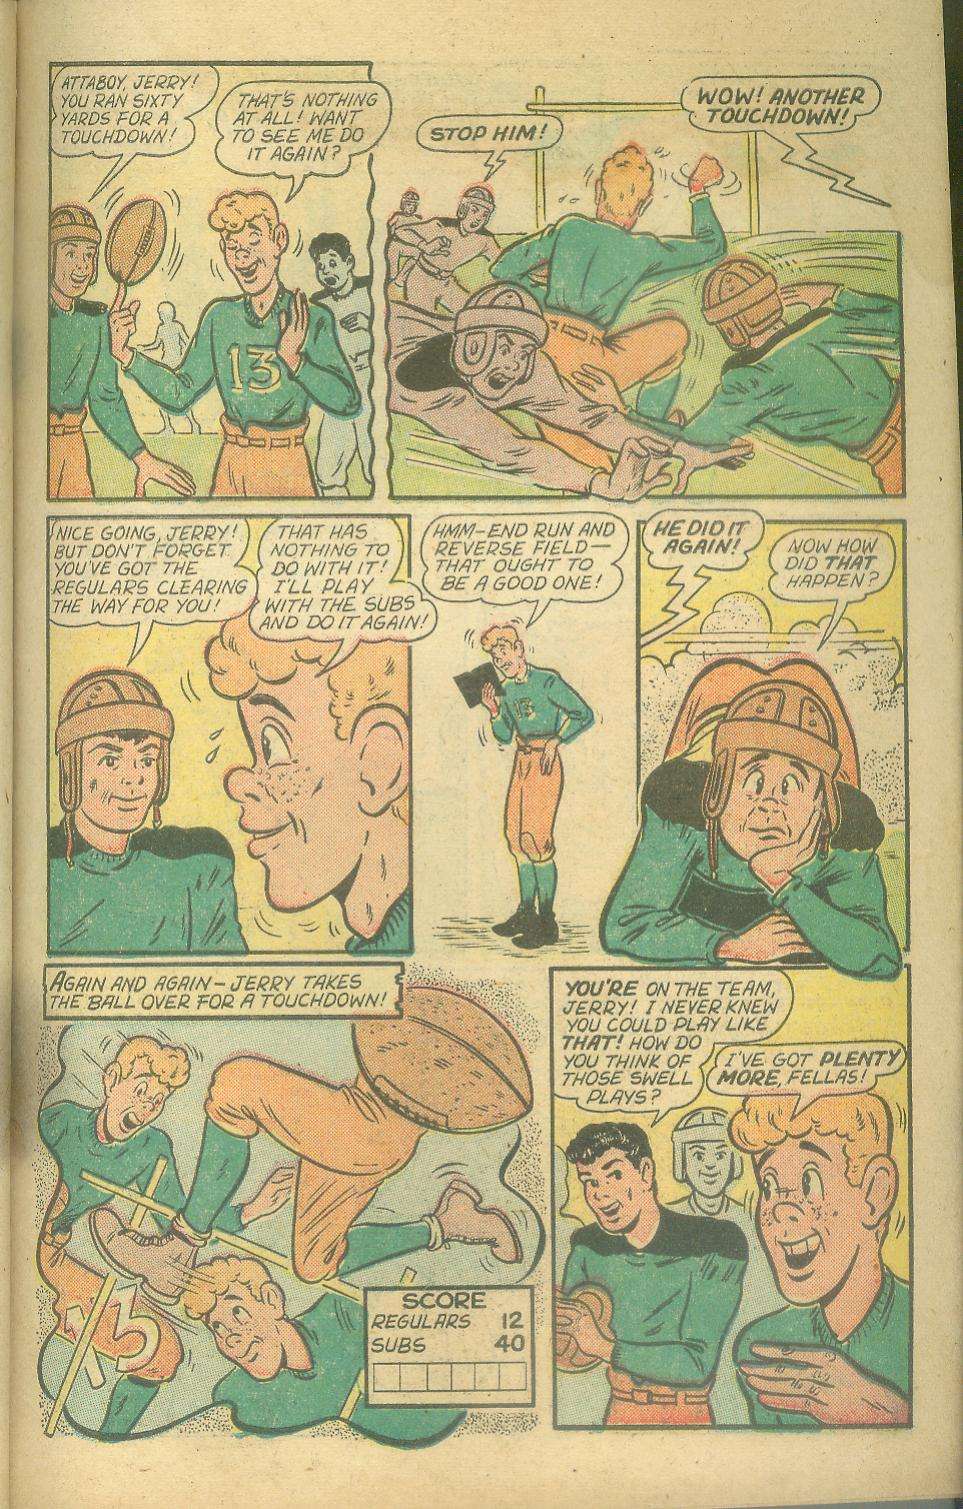 ATTABOY, JERRY!
YOU RAN SIXTY
YARDS FOR A
TOUCHDOWN!
THAT'S NOTHING
AT ALL! WANT
TO SEE ME DO
IT AGAIN?
13
STOP HIM!
WOW! ANOTHER
TOUCHDOWN!
NICE GOING, JERRY!
BUT DON'T FORGET
YOU'VE GOT THE
REGULARS CLEARING
THE WAY FOR YOU!
THAT HAS
NOTHING TO
DO WITH IT!
I'LL PLAY
WITH THE SUBS
AND DO IT AGAIN!
HMM-END RUN AND
REVERSE FIELD—
THAT OUGHT TO
BE A GOOD ONE!
13
HE DID IT
AGAIN!
NOW HOW
DID THAT
HAPPEN?
AGAIN AND AGAIN-JERRY TAKES
THE BALL OVER FOR A TOUCHDOWN!
13
SCORE
REGULARS 12
SUBS 40
YOU'RE ON THE TEAM,
JERRY! I NEVER KNEW
YOU COULD PLAY LIKE
THAT! HOW DO
YOU THINK OF
THOSE SWELL
PLAYS?
I'VE GOT PLENTY
MORE, FELLAS!